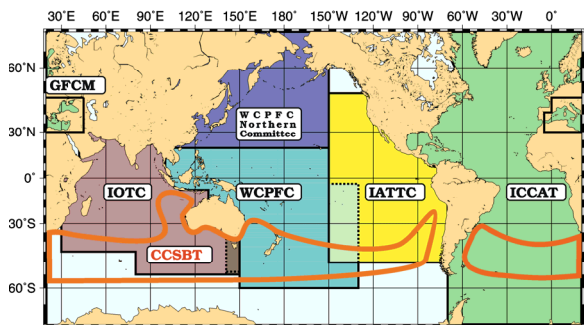 30°E 60°E 90°E 120°E 150°E 180° 150°W 120°W 90°W 60°W 30°W 0°
60°N
GFCM
WCPFC
Northern
Committee
30°N
0°
IOTC
WCPFC
IATTC
ICCAT
30°S
CCSBT
60°S